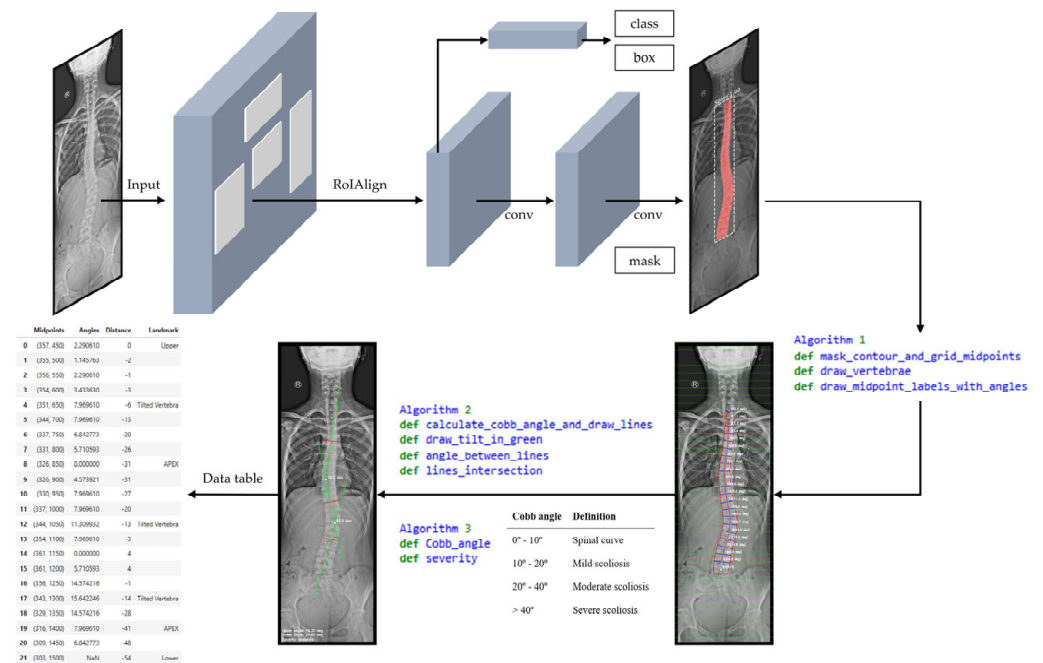 class
box
Input
RoIAlign
conv
conv
mask
Algorithm 1
def mask_contour_and_grid_midpoints
def draw_vertebrae
def draw_midpoint_labels_with_angles
Algorithm 2
def calculate_cobb_angle_and_draw_lines
def draw_tilt_in_green
def angle_between_lines
def lines_intersection
Data table
Algorithm 3
def Cobb_angle
def severity
Cobb angle Definition
0° - 10° Spinal curve
10° - 20° Mild scoliosis
20° - 40° Moderate scoliosis
> 40° Severe scoliosis
Midpoints Angles Distance Landmark
0 (357, 450) 2.290610 0 Upper
1 (355, 500) 1.145763 -2
2 (356, 550) 2.290610 -1
3 (354, 600) 3.433630 -3
4 (351, 650) 7.969610 -6 Tilted Vertebra
5 (344, 700) 7.969610 -13
6 (337, 750) 6.842773 -20
7 (331, 800) 5.710593 -26
8 (326, 850) 0.000000 -31 APEX
9 (326, 900) 4.573921 -31
10 (330, 950) 7.969610 -27
11 (337, 1000) 7.969610 -20
12 (344, 1050) 11.309932 -13 Tilted Vertebra
13 (354, 1100) 7.969610 -3
14 (361, 1150) 0.000000 4
15 (361, 1200) 5.710593 4
16 (356, 1250) 14.574216 -1
17 (343, 1300) 15.642246 -14 Tilted Vertebra
18 (329, 1350) 14.574216 -28
19 (316, 1400) 7.969610 -41 APEX
20 (309, 1450) 6.842773 -48
21 (303, 1500) NaN -54 Lower